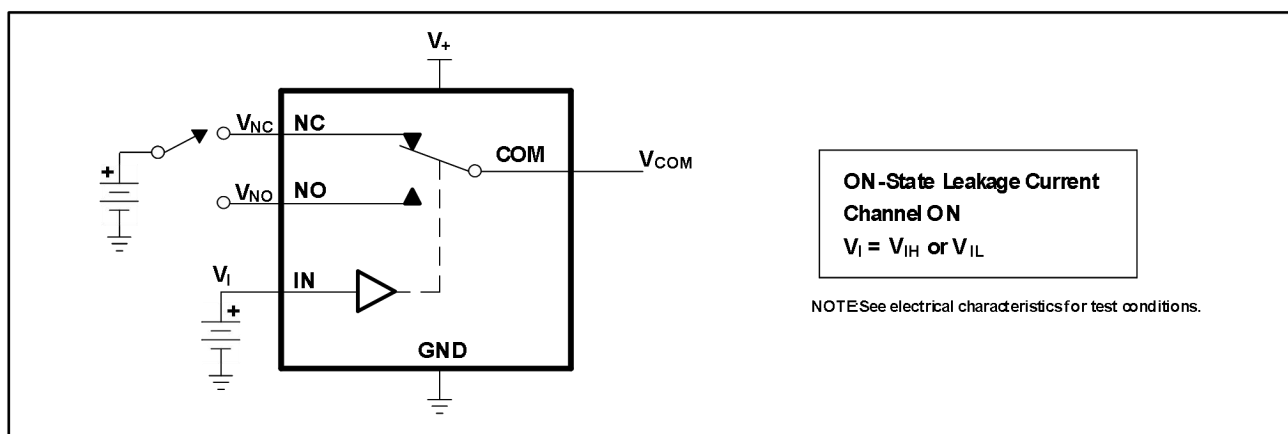 V+
VNC NC
COM
VCOM
VNO NO
VI IN
GND
+
+
ON-State Leakage Current
Channel ON
VI = VIH or VIL
NOTE:See electrical characteristics for test conditions.